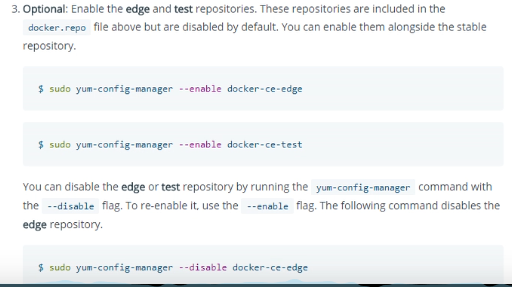 3. Optional: Enable the edge and test repositories. These repositories are included in the
docker.repo file above but are disabled by default. You can enable them alongside the stable
repository.
$ sudo yum-config-manager --enable docker-ce-edge
$ sudo yum-config-manager --enable docker-ce-test
You can disable the edge or test repository by running the yum-config-manager command with
the --disable flag. To re-enable it, use the --enable flag. The following command disables the
edge repository.
$ sudo yum-config-manager --disable docker-ce-edge